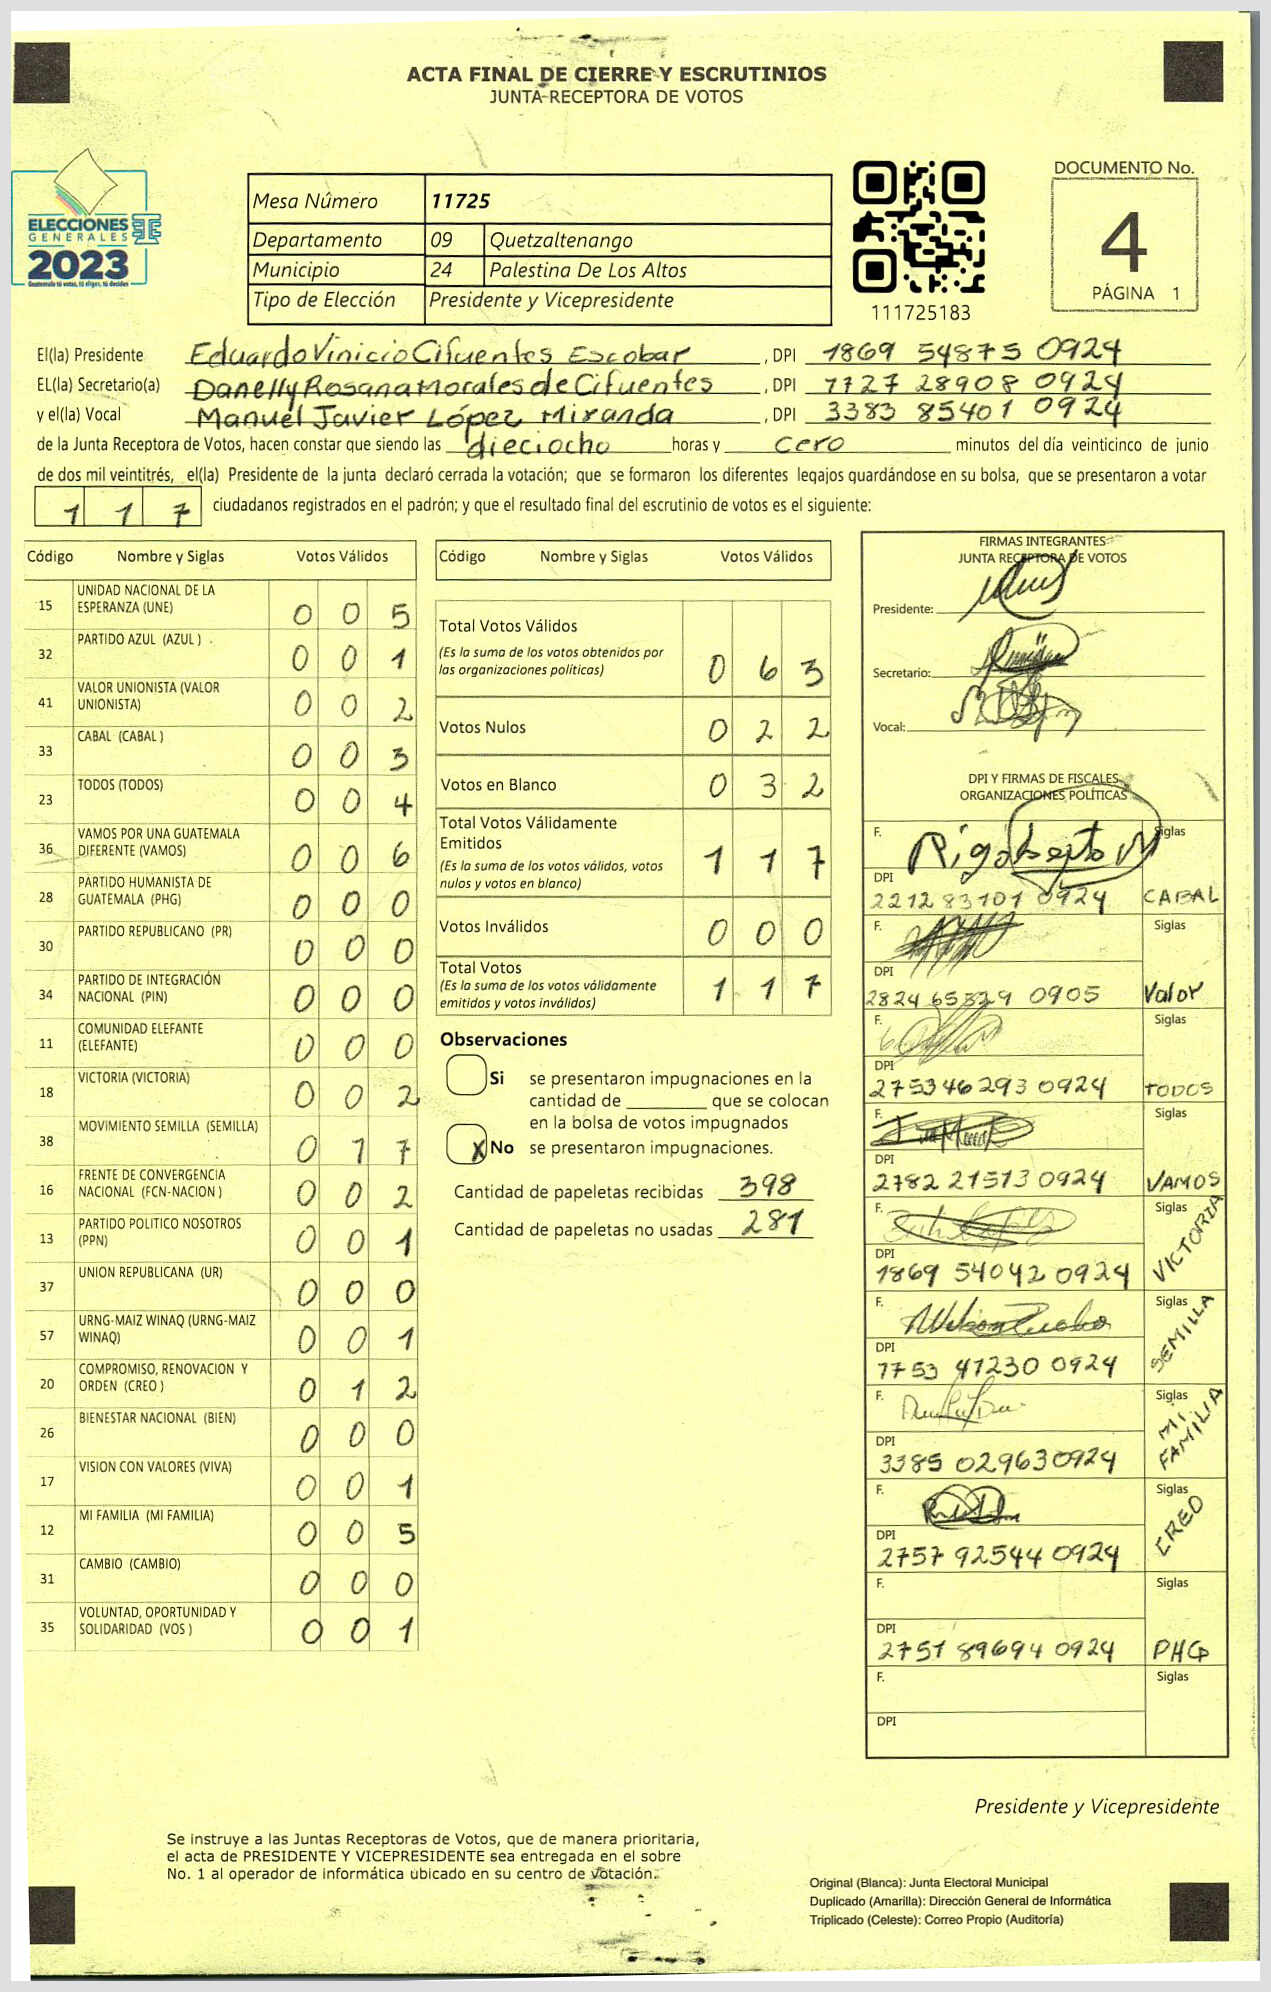 ACTA FINAL DE CIERRE Y ESCRUTINIOS
JUNTA RECEPTORA DE VOTOS
ELECCIONES
GENERALES
2023
Guatemala tú votas, tú eliges, tú decides
Mesa Número 11725
Departamento 09 Quetzaltenango
Municipio 24 Palestina De Los Altos
Tipo de Elección Presidente y Vicepresidente
111725183
DOCUMENTO No.
4
PÁGINA 1
El(la) Presidente Eduardo Vinicio Cifuentes Escobar , DPI 1869 54875 0924
EL(la) Secretario(a) Danelly Rosana Morales de Cifuentes , DPI 1727 28908 0924
y el(la) Vocal Manuel Javier López Miranda , DPI 3383 85401 0924
de la Junta Receptora de Votos, hacen constar que siendo las dieciocho horas y cero minutos del día veinticinco de junio
de dos mil veintitrés, el(la) Presidente de la junta declaró cerrada la votación; que se formaron los diferentes legajos guardándose en su bolsa, que se presentaron a votar
1 1 7 ciudadanos registrados en el padrón; y que el resultado final del escrutinio de votos es el siguiente:
Código Nombre y Siglas Votos Válidos
15 UNIDAD NACIONAL DE LA ESPERANZA (UNE) 0 0 5
32 PARTIDO AZUL (AZUL ) 0 0 1
41 VALOR UNIONISTA (VALOR UNIONISTA) 0 0 2
33 CABAL (CABAL ) 0 0 3
23 TODOS (TODOS) 0 0 4
36 VAMOS POR UNA GUATEMALA DIFERENTE (VAMOS) 0 0 6
28 PARTIDO HUMANISTA DE GUATEMALA (PHG) 0 0 0
30 PARTIDO REPUBLICANO (PR) 0 0 0
34 PARTIDO DE INTEGRACIÓN NACIONAL (PIN) 0 0 0
11 COMUNIDAD ELEFANTE (ELEFANTE) 0 0 0
18 VICTORIA (VICTORIA) 0 0 2
38 MOVIMIENTO SEMILLA (SEMILLA) 0 1 7
16 FRENTE DE CONVERGENCIA NACIONAL (FCN-NACION ) 0 0 2
13 PARTIDO POLITICO NOSOTROS (PPN) 0 0 1
37 UNION REPUBLICANA (UR) 0 0 0
57 URNG-MAIZ WINAQ (URNG-MAIZ WINAQ) 0 0 1
20 COMPROMISO, RENOVACION Y ORDEN (CREO ) 0 1 2
26 BIENESTAR NACIONAL (BIEN) 0 0 0
17 VISION CON VALORES (VIVA) 0 0 1
12 MI FAMILIA (MI FAMILIA) 0 0 5
31 CAMBIO (CAMBIO) 0 0 0
35 VOLUNTAD, OPORTUNIDAD Y SOLIDARIDAD (VOS ) 0 0 1
Código Nombre y Siglas Votos Válidos
Total Votos Válidos
(Es la suma de los votos obtenidos por
las organizaciones políticas) 0 6 3
Votos Nulos 0 2 2
Votos en Blanco 0 3 2
Total Votos Válidamente
Emitidos
(Es la suma de los votos válidos, votos
nulos y votos en blanco) 1 1 7
Votos Inválidos 0 0 0
Total Votos
(Es la suma de los votos válidamente
emitidos y votos inválidos) 1 1 7
Observaciones
Si se presentaron impugnaciones en la
cantidad de ________ que se colocan
en la bolsa de votos impugnados
X No se presentaron impugnaciones.
Cantidad de papeletas recibidas 398
Cantidad de papeletas no usadas 281
FIRMAS INTEGRANTES
JUNTA RECEPTORA DE VOTOS
Presidente:
Secretario:
Vocal:
DPI Y FIRMAS DE FISCALES
ORGANIZACIONES POLÍTICAS
F. Rigoberto M Siglas
DPI
2212 83101 0924 CABAL
F. Siglas
DPI
2824 65529 0905 Valor
F. Siglas
DPI
2753 46293 0924 TODOS
F. Siglas
DPI
2782 21513 0924 VAMOS
F. Siglas
DPI
1869 54042 0924 VICTORIA
F. Siglas
DPI
1753 41230 0924 SEMILLA
F. Siglas
DPI
3385 02963 0924 MI FAMILIA
F. Siglas
DPI
2757 92544 0924 CREO
F. Siglas
DPI
2751 89694 0924 PHG
F. Siglas
DPI
Presidente y Vicepresidente
Se instruye a las Juntas Receptoras de Votos, que de manera prioritaria,
el acta de PRESIDENTE Y VICEPRESIDENTE sea entregada en el sobre
No. 1 al operador de informática ubicado en su centro de votación.
Original (Blanca): Junta Electoral Municipal
Duplicado (Amarilla): Dirección General de Informática
Triplicado (Celeste): Correo Propio (Auditoría)